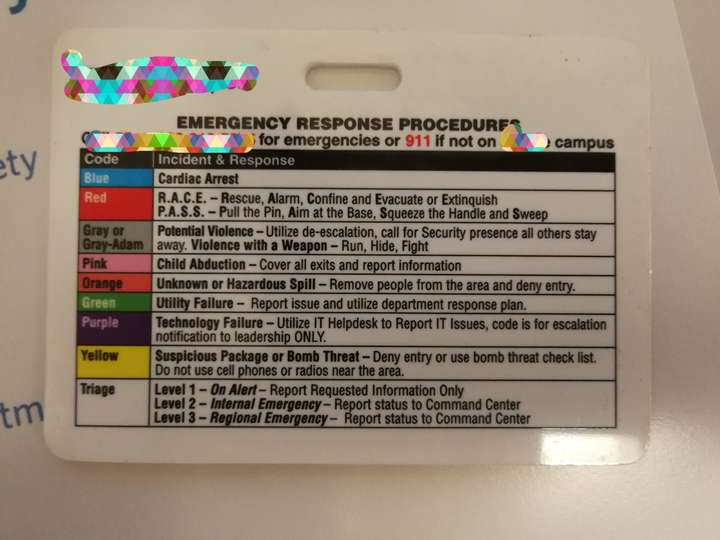 EMERGENCY RESPONSE PROCEDURES
for emergencies or 911 if not on campus
Code Incident & Response
Blue Cardiac Arrest
Red R.A.C.E. – Rescue, Alarm, Confine and Evacuate or Extinquish
P.A.S.S. – Pull the Pin, Aim at the Base, Squeeze the Handle and Sweep
Gray or Potential Violence – Utilize de-escalation, call for Security presence all others stay
Gray-Adam away. Violence with a Weapon – Run, Hide, Fight
Pink Child Abduction – Cover all exits and report information
Orange Unknown or Hazardous Spill – Remove people from the area and deny entry.
Green Utility Failure – Report issue and utilize department response plan.
Purple Technology Failure – Utilize IT Helpdesk to Report IT Issues, code is for escalation
notification to leadership ONLY.
Yellow Suspicious Package or Bomb Threat – Deny entry or use bomb threat check list.
Do not use cell phones or radios near the area.
Triage Level 1 – On Alert – Report Requested Information Only
Level 2 – Internal Emergency – Report status to Command Center
Level 3 – Regional Emergency – Report status to Command Center